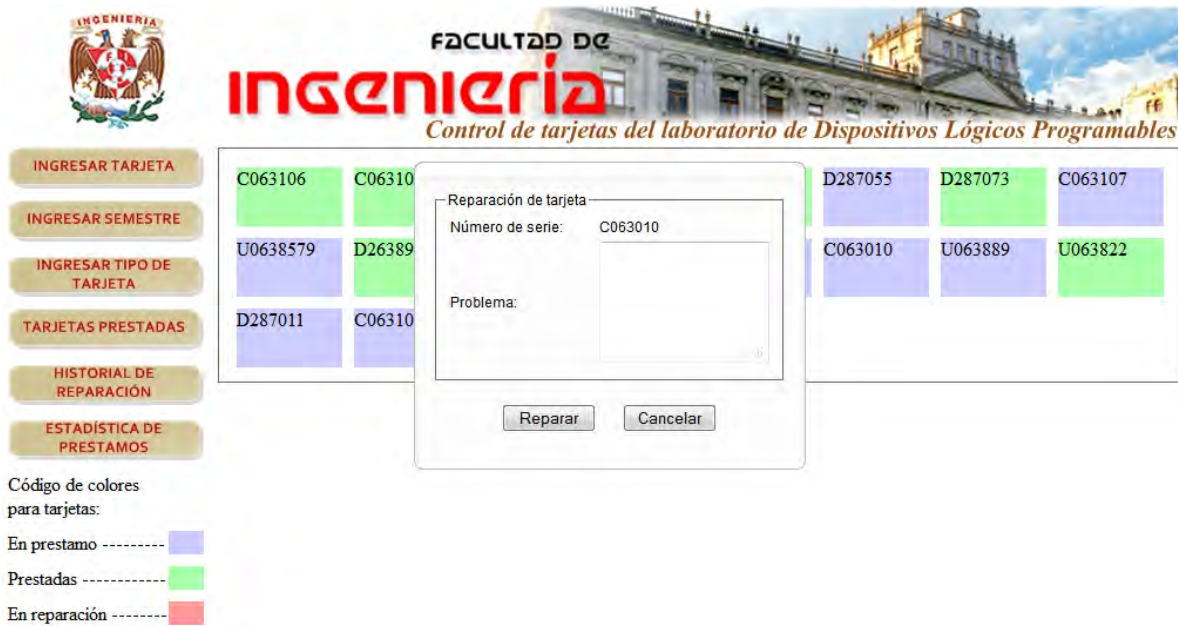 INGENIERIA
FACULTAD DE
INGENIERÍA
Control de tarjetas del laboratorio de Dispositivos Lógicos Programables
INGRESAR TARJETA
INGRESAR SEMESTRE
INGRESAR TIPO DE
TARJETA
TARJETAS PRESTADAS
HISTORIAL DE
REPARACIÓN
ESTADÍSTICA DE
PRESTAMOS
Código de colores
para tarjetas:
En prestamo ---------
Prestadas ------------
En reparación --------
C063106 C06310 D287055 D287073 C063107
U0638579 D26389 C063010 U063889 U063822
D287011 C06310
Reparación de tarjeta
Número de serie: C063010
Problema:
Reparar Cancelar